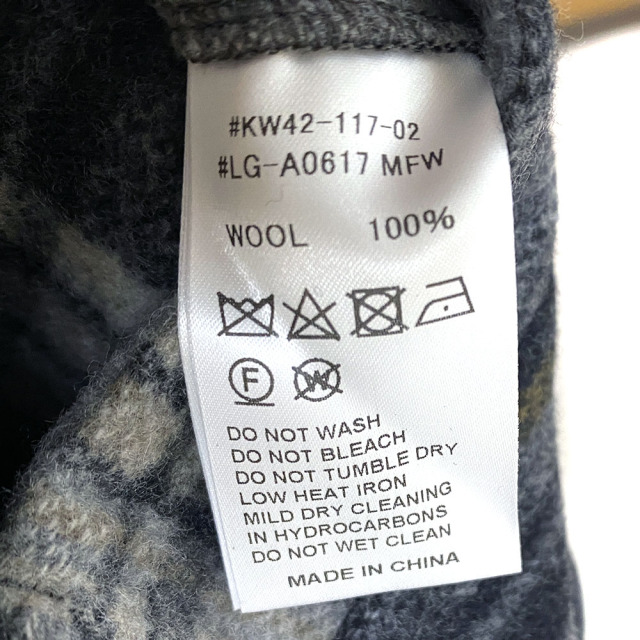 #KW42-117-02
#LG-A0617 MFW
WOOL 100%
F W
DO NOT WASH
DO NOT BLEACH
DO NOT TUMBLE DRY
LOW HEAT IRON
MILD DRY CLEANING
IN HYDROCARBONS
DO NOT WET CLEAN
MADE IN CHINA